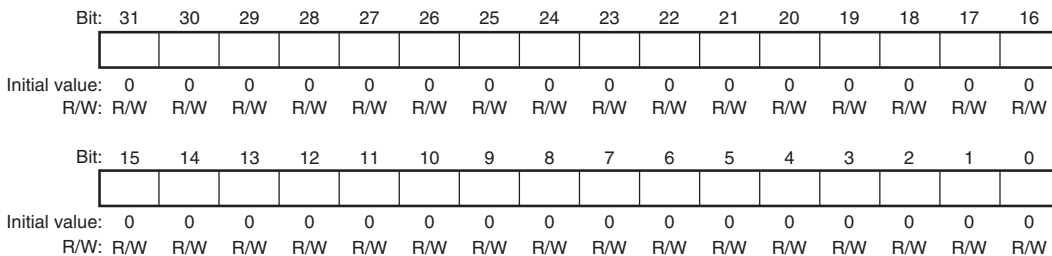 Bit: 31 30 29 28 27 26 25 24 23 22 21 20 19 18 17 16
Initial value: 0 0 0 0 0 0 0 0 0 0 0 0 0 0 0 0
R/W: R/W R/W R/W R/W R/W R/W R/W R/W R/W R/W R/W R/W R/W R/W R/W R/W
Bit: 15 14 13 12 11 10 9 8 7 6 5 4 3 2 1 0
Initial value: 0 0 0 0 0 0 0 0 0 0 0 0 0 0 0 0
R/W: R/W R/W R/W R/W R/W R/W R/W R/W R/W R/W R/W R/W R/W R/W R/W R/W